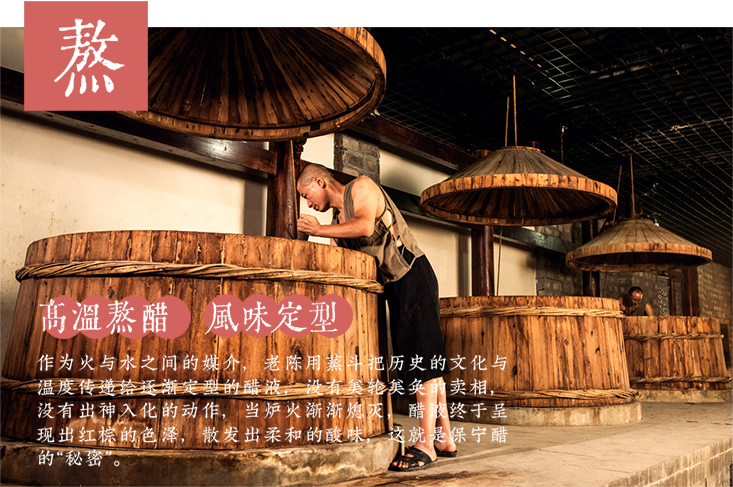 熬
高溫熬醋 風味定型
作为火与水之间的媒介，老陈用蒸斗把历史的文化与
温度传递给逐渐定型的醋液，没有美轮美奂的卖相，
没有出神入化的动作，当炉火渐渐熄灭，醋液终于呈
现出红棕的色泽，散发出柔和的酸味，这就是保宁醋
的“秘密”。